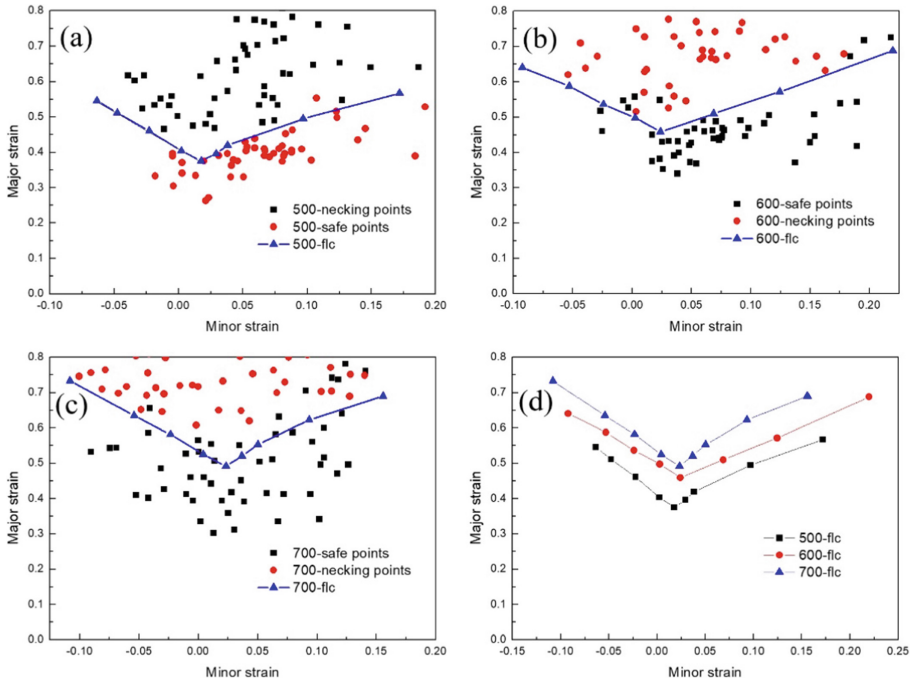 (a)
0.8
0.7
0.6
0.5
0.4
0.3
0.2
0.1
0.0
Major strain
500-necking points
500-safe points
500-flc
-0.10 -0.05 0.00 0.05 0.10 0.15 0.20
Minor strain
(b)
0.8
0.7
0.6
0.5
0.4
0.3
0.2
0.1
0.0
Major strain
600-safe points
600-necking points
600-flc
-0.10 -0.05 0.00 0.05 0.10 0.15 0.20
Minor strain
(c)
0.8
0.7
0.6
0.5
0.4
0.3
0.2
0.1
0.0
Major strain
700-safe points
700-necking points
700-flc
-0.10 -0.05 0.00 0.05 0.10 0.15 0.20
Minor strain
(d)
0.8
0.7
0.6
0.5
0.4
0.3
0.2
0.1
0.0
Major strain
500-flc
600-flc
700-flc
-0.15 -0.10 -0.05 0.00 0.05 0.10 0.15 0.20 0.25
Minor strain